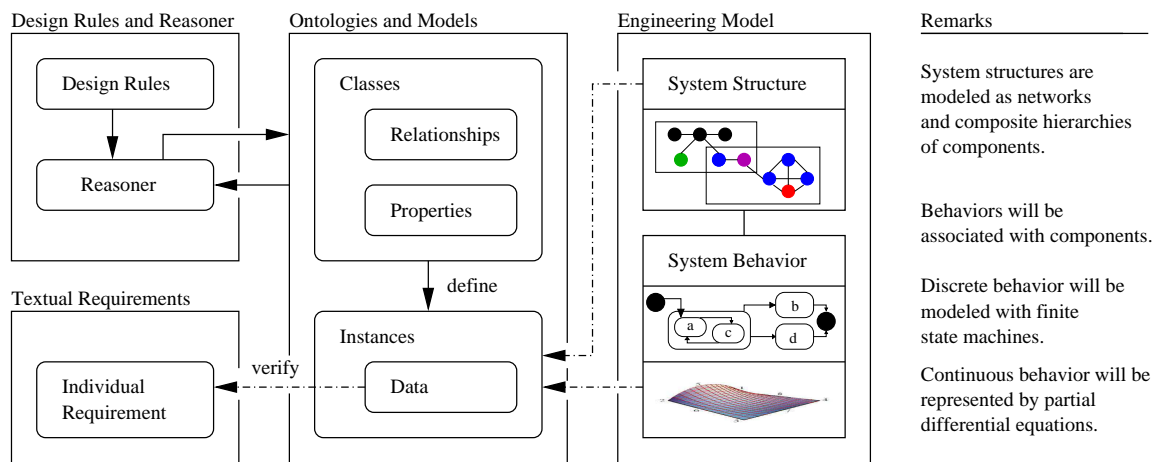 Design Rules and Reasoner
Design Rules
Reasoner
Textual Requirements
Individual
Requirement
verify
Ontologies and Models
Classes
Relationships
Properties
define
Instances
Data
Engineering Model
System Structure
System Behavior
a
c
b
d
Remarks
System structures are
modeled as networks
and composite hierarchies
of components.
Behaviors will be
associated with components.
Discrete behavior will be
modeled with finite
state machines.
Continuous behavior will be
represented by partial
differential equations.